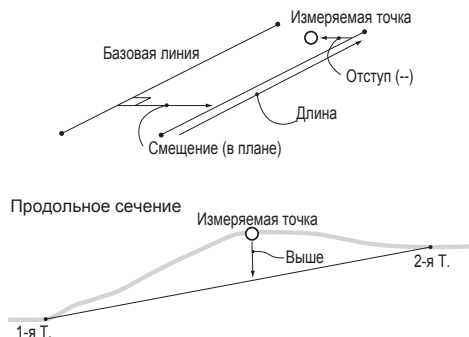 Измеряемая точка
Базовая линия
Отступ (--)
Длина
Смещение (в плане)
Продольное сечение
Измеряемая точка
Выше
2-я Т.
1-я Т.